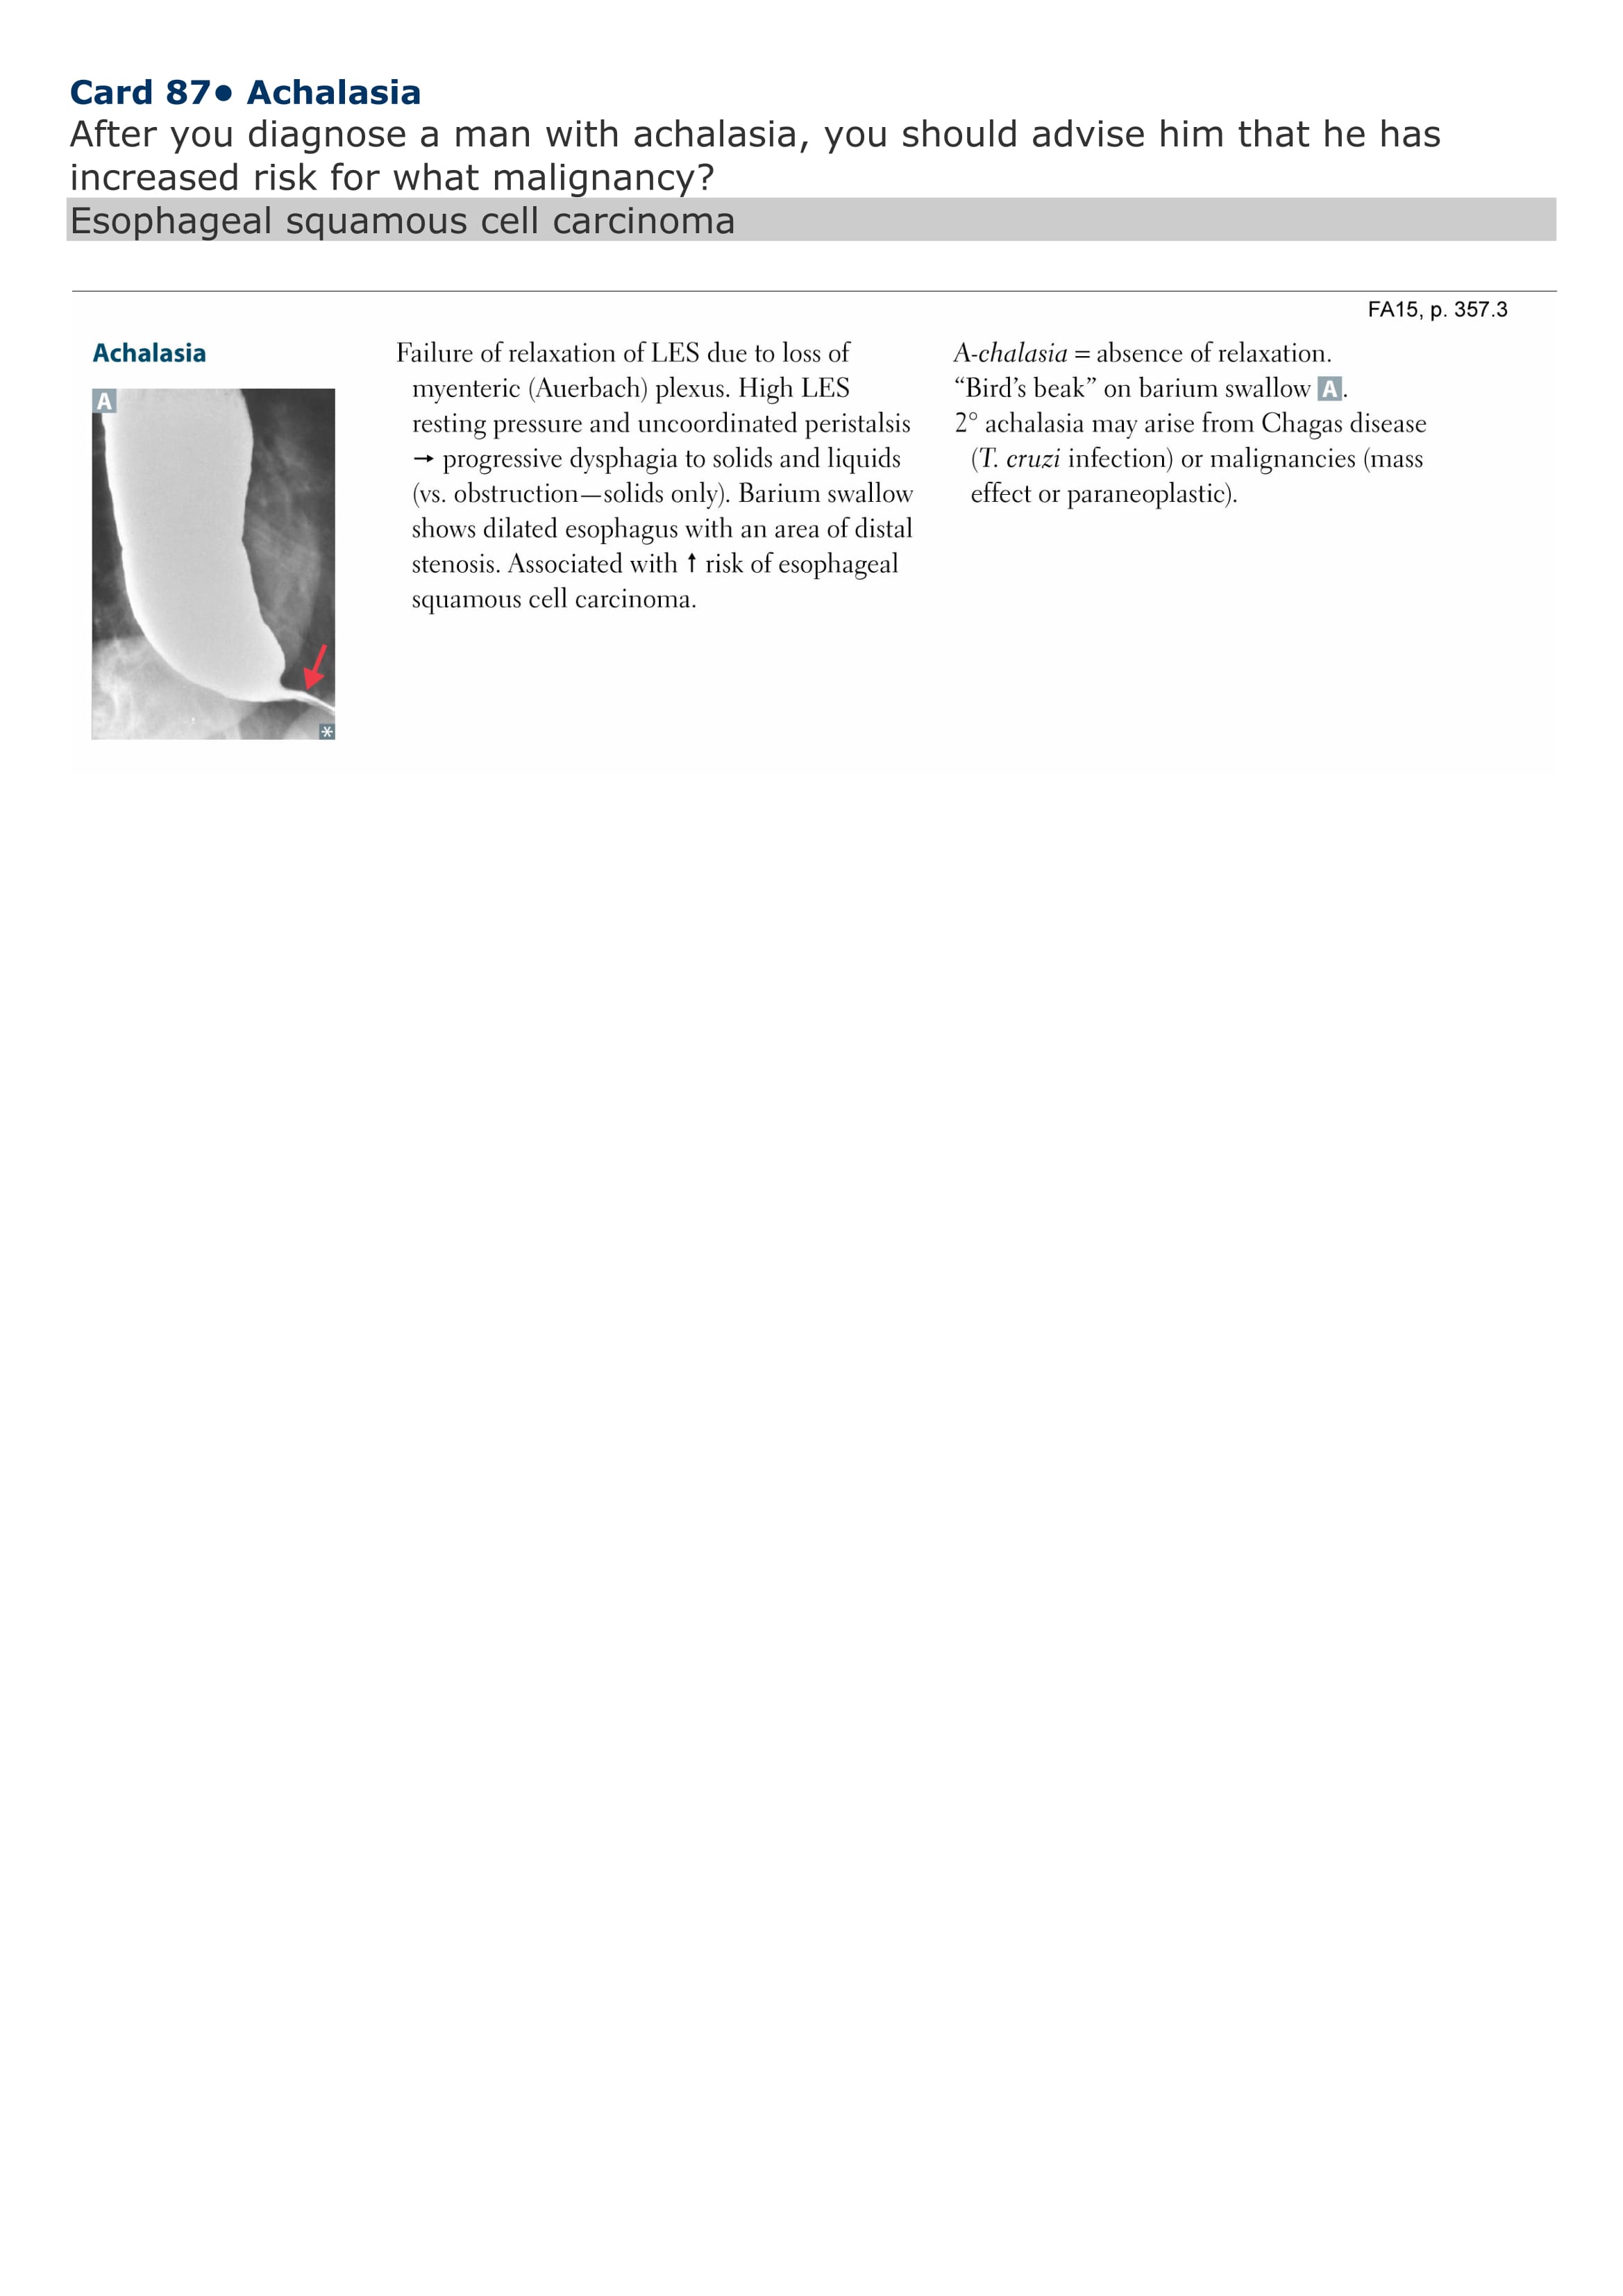 Card 87● Achalasia
After you diagnose a man with achalasia, you should advise him that he has
increased risk for what malignancy?
Esophageal squamous cell carcinoma
FA15, p. 357.3
Achalasia
A
*
Failure of relaxation of LES due to loss of
myenteric (Auerbach) plexus. High LES
resting pressure and uncoordinated peristalsis
→ progressive dysphagia to solids and liquids
(vs. obstruction—solids only). Barium swallow
shows dilated esophagus with an area of distal
stenosis. Associated with ↑ risk of esophageal
squamous cell carcinoma.
A-chalasia = absence of relaxation.
“Bird’s beak” on barium swallow A.
2° achalasia may arise from Chagas disease
(T. cruzi infection) or malignancies (mass
effect or paraneoplastic).